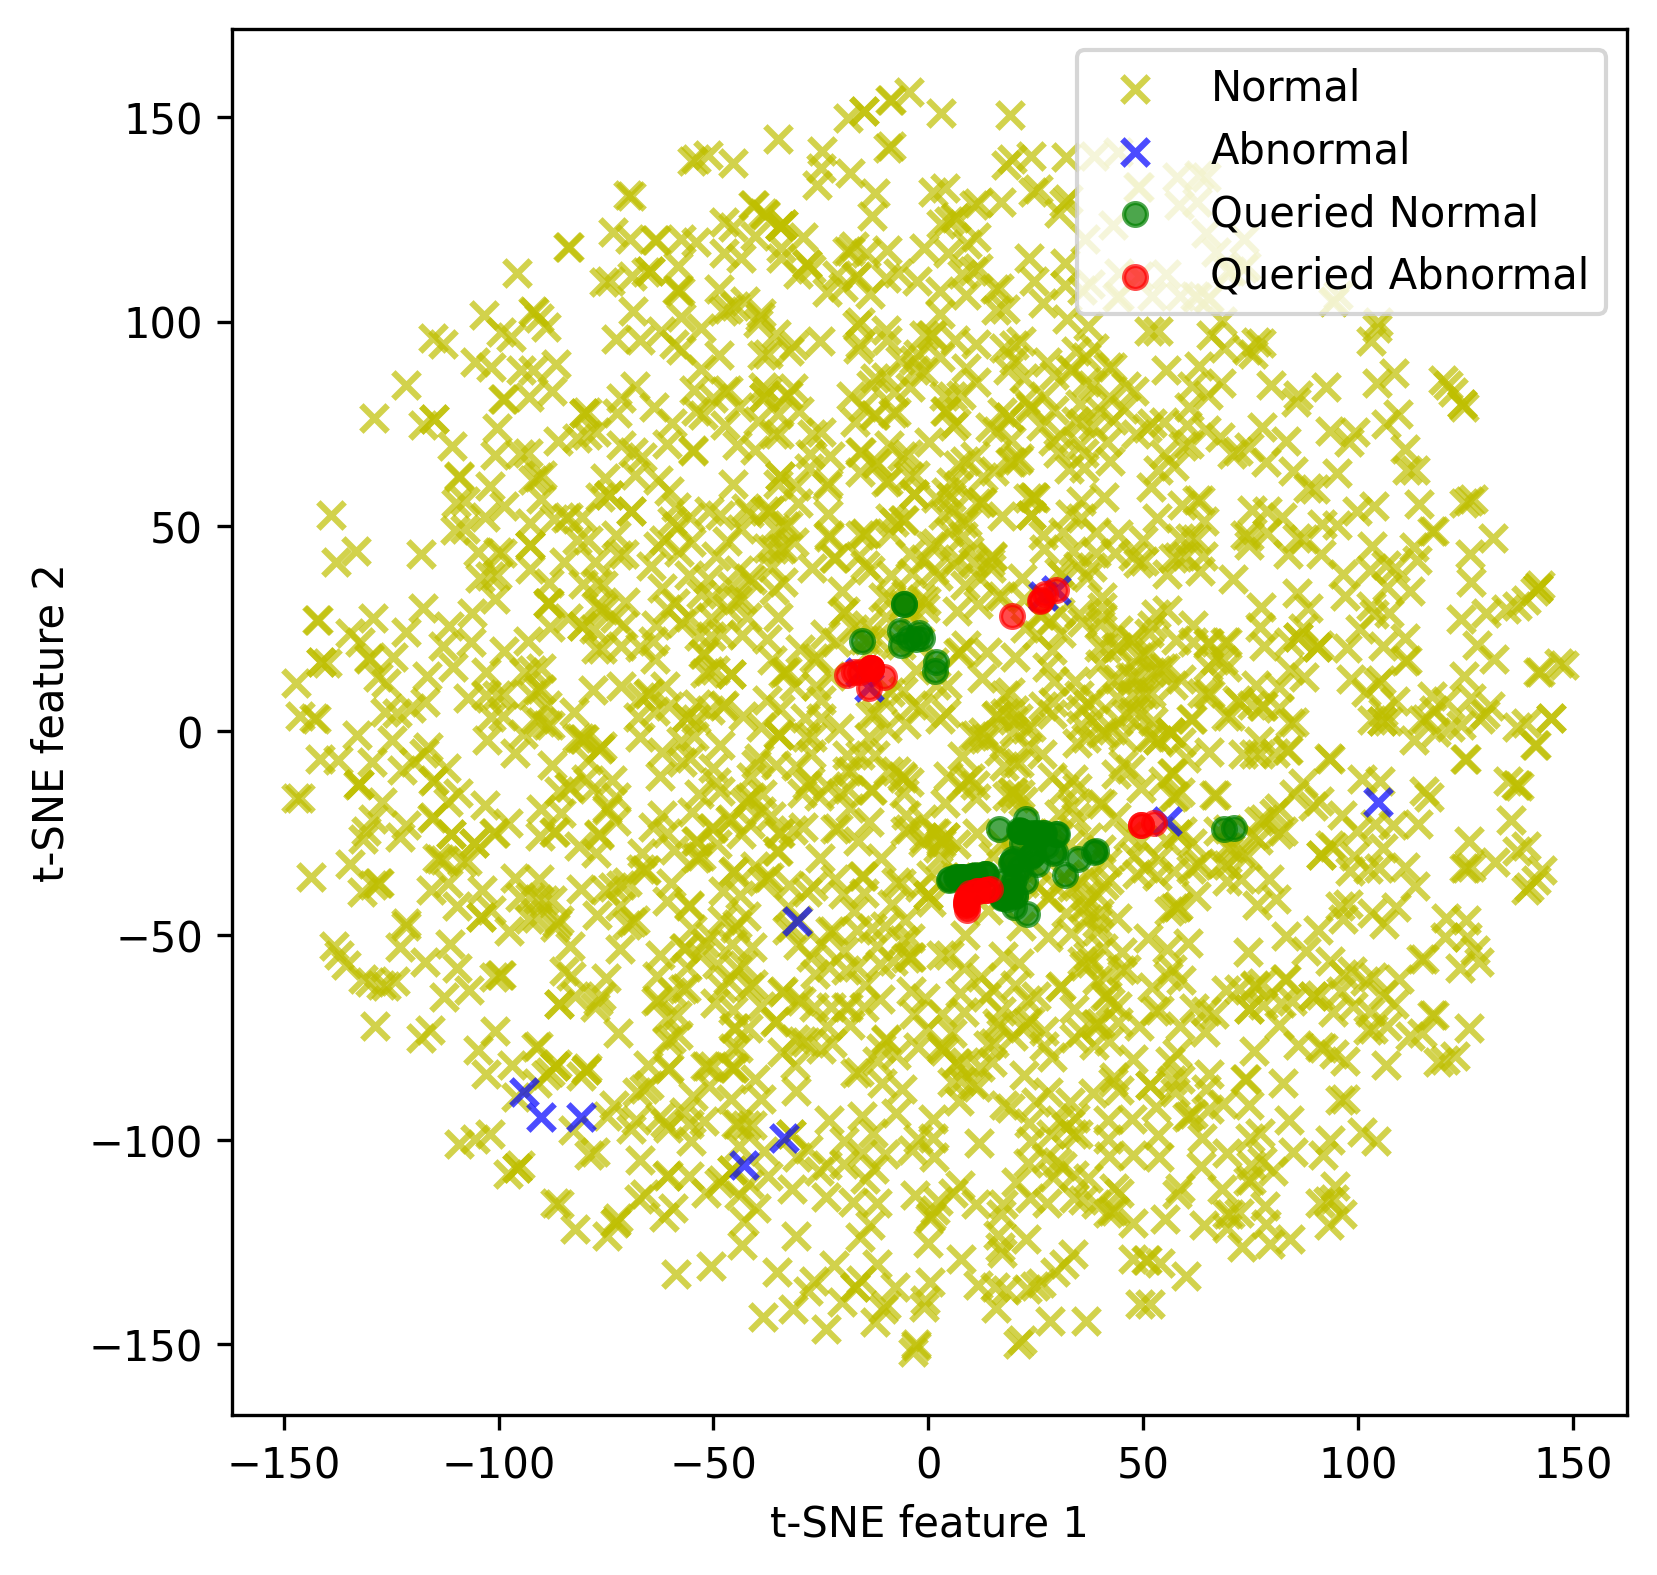 Normal
Abnormal
Queried Normal
Queried Abnormal
150
100
50
0
−50
−100
−150
t-SNE feature 2
−150 −100 −50 0 50 100 150
t-SNE feature 1